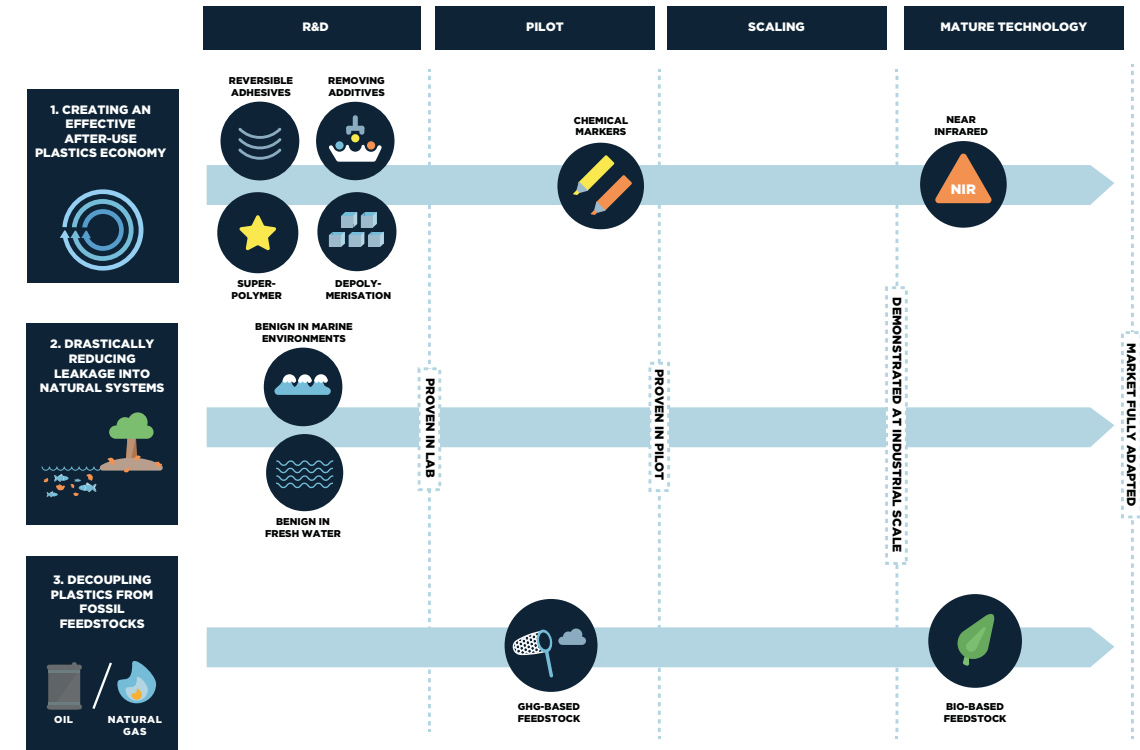 R&D
PILOT
SCALING
MATURE TECHNOLOGY
1. CREATING AN
EFFECTIVE
AFTER-USE
PLASTICS ECONOMY
REVERSIBLE
ADHESIVES
REMOVING
ADDITIVES
CHEMICAL
MARKERS
NEAR
INFRARED
NIR
SUPER-
POLYMER
DEPOLY-
MERISATION
2. DRASTICALLY
REDUCING
LEAKAGE INTO
NATURAL SYSTEMS
BENIGN IN MARINE
ENVIRONMENTS
BENIGN IN
FRESH WATER
PROVEN IN LAB
PROVEN IN PILOT
DEMONSTRATED AT INDUSTRIAL SCALE
MARKET FULLY ADAPTED
3. DECOUPLING
PLASTICS FROM
FOSSIL
FEEDSTOCKS
OIL
NATURAL
GAS
GHG-BASED
FEEDSTOCK
BIO-BASED
FEEDSTOCK